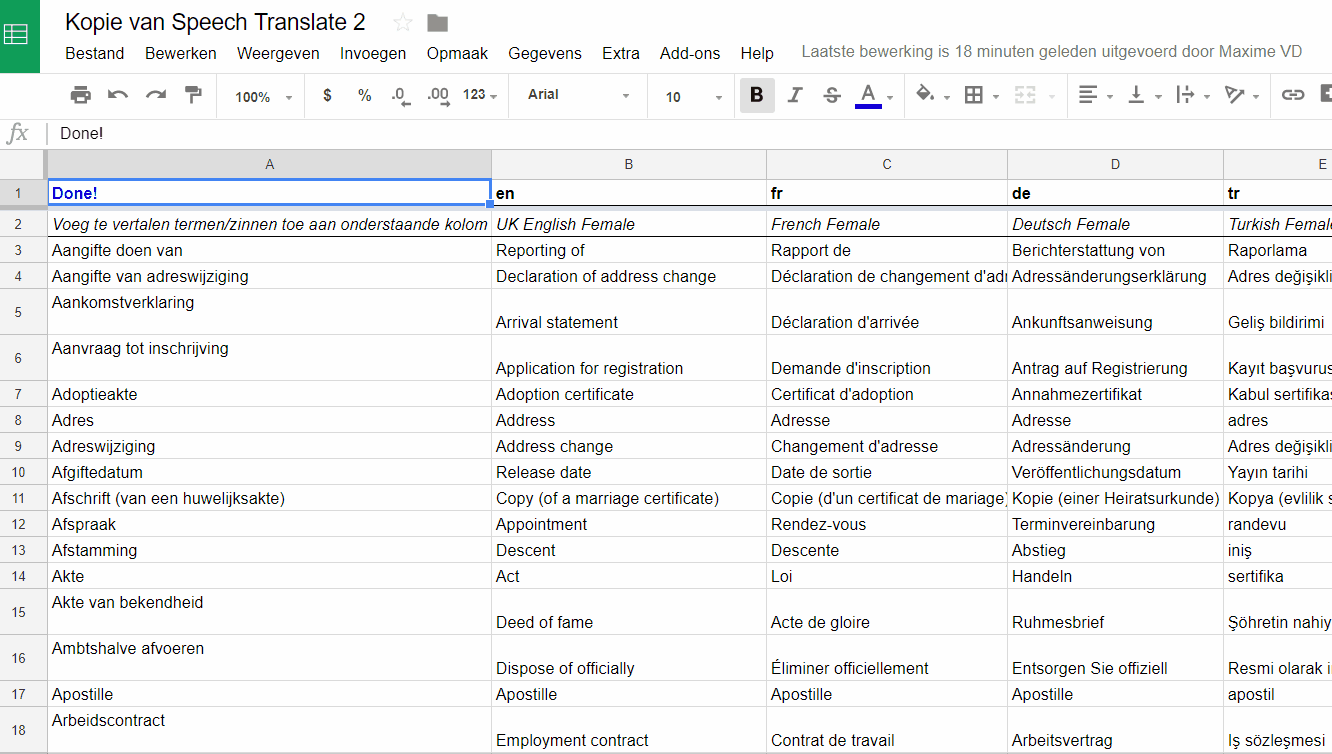 Kopie van Speech Translate 2
Bestand Bewerken Weergeven Invoegen Opmaak Gegevens Extra Add-ons Help Laatste bewerking is 18 minuten geleden uitgevoerd door Maxime VD
100% $ % .0 .00 123 Arial 10 B I S A
fx Done!
A B C D E
1 Done! en fr de tr
2 Voeg te vertalen termen/zinnen toe aan onderstaande kolom UK English Female French Female Deutsch Female Turkish Female
3 Aangifte doen van Reporting of Rapport de Berichterstattung von Raporlama
4 Aangifte van adreswijziging Declaration of address change Déclaration de changement d'adr Adressänderungserklärung Adres değişikli
5 Aankomstverklaring Arrival statement Déclaration d'arrivée Ankunftsanweisung Geliş bildirimi
6 Aanvraag tot inschrijving Application for registration Demande d'inscription Antrag auf Registrierung Kayıt başvurus
7 Adoptieakte Adoption certificate Certificat d'adoption Annahmezertifikat Kabul sertifikas
8 Adres Address Adresse Adresse adres
9 Adreswijziging Address change Changement d'adresse Adressänderung Adres değişikli
10 Afgiftedatum Release date Date de sortie Veröffentlichungsdatum Yayın tarihi
11 Afschrift (van een huwelijksakte) Copy (of a marriage certificate) Copie (d'un certificat de mariage) Kopie (einer Heiratsurkunde) Kopya (evlilik s
12 Afspraak Appointment Rendez-vous Terminvereinbarung randevu
13 Afstamming Descent Descente Abstieg iniş
14 Akte Act Loi Handeln sertifika
15 Akte van bekendheid Deed of fame Acte de gloire Ruhmesbrief Şöhretin nahiy
16 Ambtshalve afvoeren Dispose of officially Éliminer officiellement Entsorgen Sie offiziell Resmi olarak i
17 Apostille Apostille Apostille Apostille apostil
18 Arbeidscontract Employment contract Contrat de travail Arbeitsvertrag Iş sözleşmesi